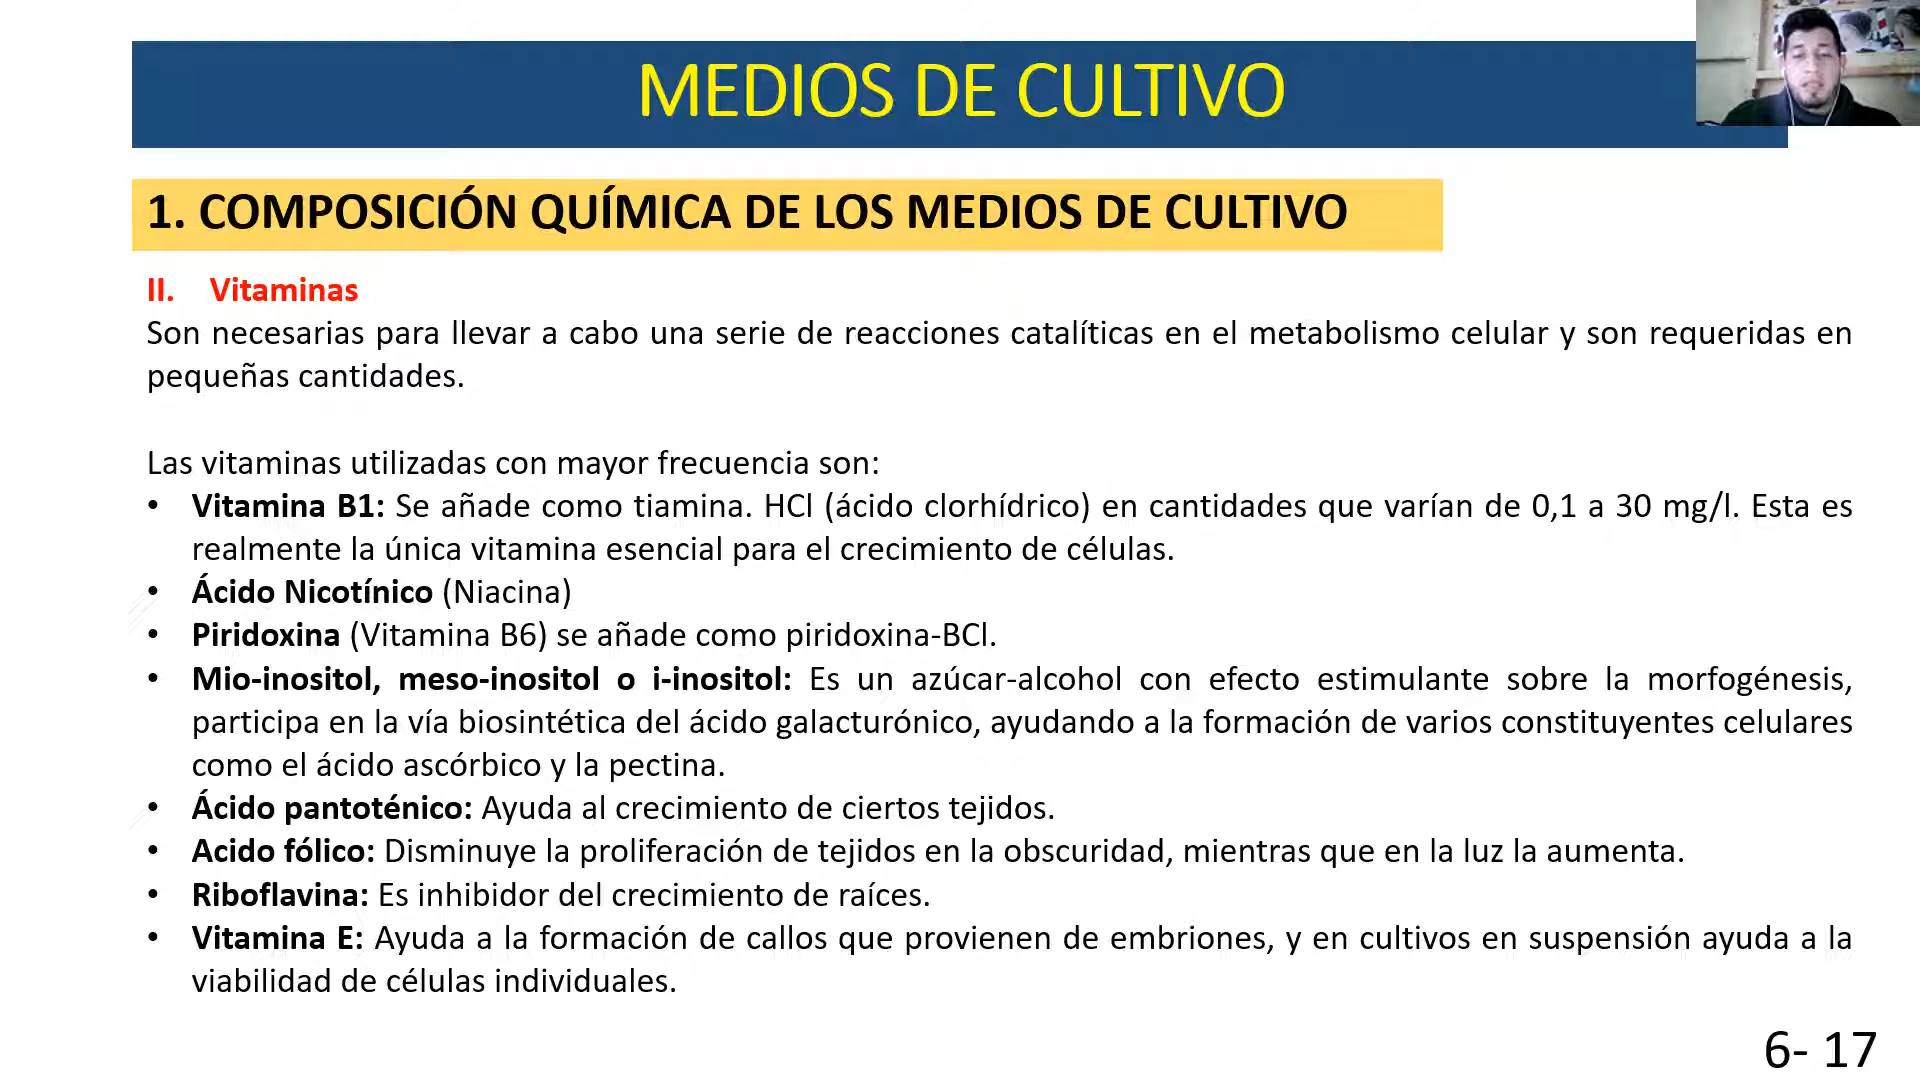 MEDIOS DE CULTIVO
1. COMPOSICIÓN QUÍMICA DE LOS MEDIOS DE CULTIVO
II. Vitaminas
Son necesarias para llevar a cabo una serie de reacciones catalíticas en el metabolismo celular y son requeridas en
pequeñas cantidades.
Las vitaminas utilizadas con mayor frecuencia son:
• Vitamina B1: Se añade como tiamina. HCl (ácido clorhídrico) en cantidades que varían de 0,1 a 30 mg/l. Esta es
realmente la única vitamina esencial para el crecimiento de células.
• Ácido Nicotínico (Niacina)
• Piridoxina (Vitamina B6) se añade como piridoxina-BCl.
• Mio-inositol, meso-inositol o i-inositol: Es un azúcar-alcohol con efecto estimulante sobre la morfogénesis,
participa en la vía biosintética del ácido galacturónico, ayudando a la formación de varios constituyentes celulares
como el ácido ascórbico y la pectina.
• Ácido pantoténico: Ayuda al crecimiento de ciertos tejidos.
• Acido fólico: Disminuye la proliferación de tejidos en la obscuridad, mientras que en la luz la aumenta.
• Riboflavina: Es inhibidor del crecimiento de raíces.
• Vitamina E: Ayuda a la formación de callos que provienen de embriones, y en cultivos en suspensión ayuda a la
viabilidad de células individuales.
6- 17